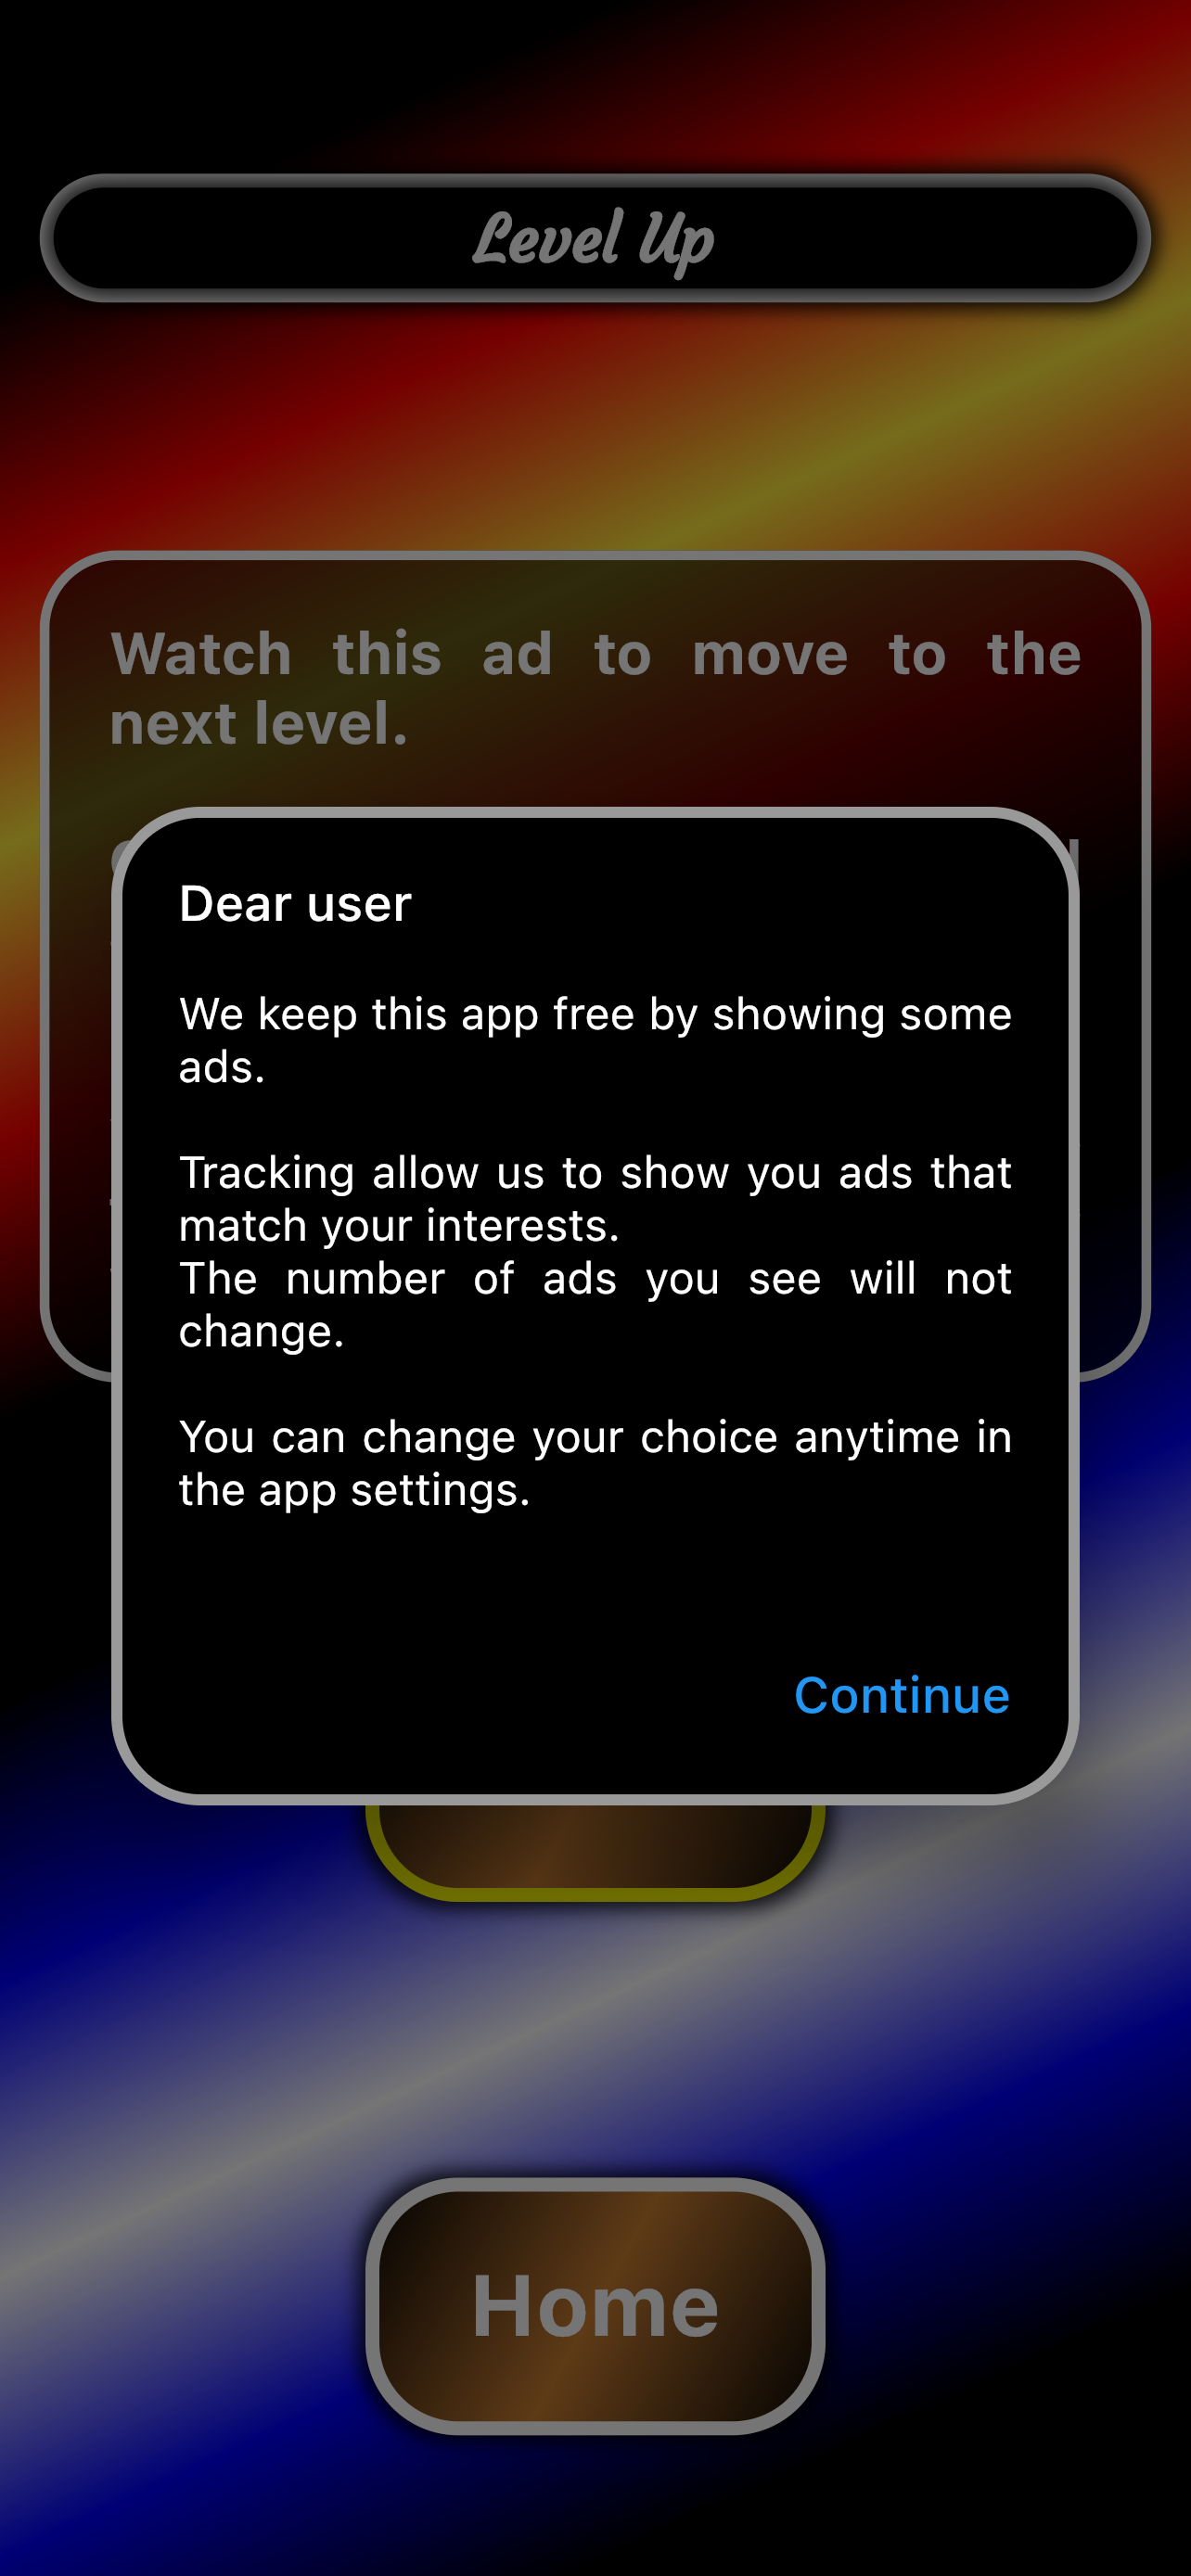 Level Up
Watch this ad to move to the
next level.
Dear user
We keep this app free by showing some
ads.
Tracking allow us to show you ads that
match your interests.
The number of ads you see will not
change.
You can change your choice anytime in
the app settings.
Continue
Home